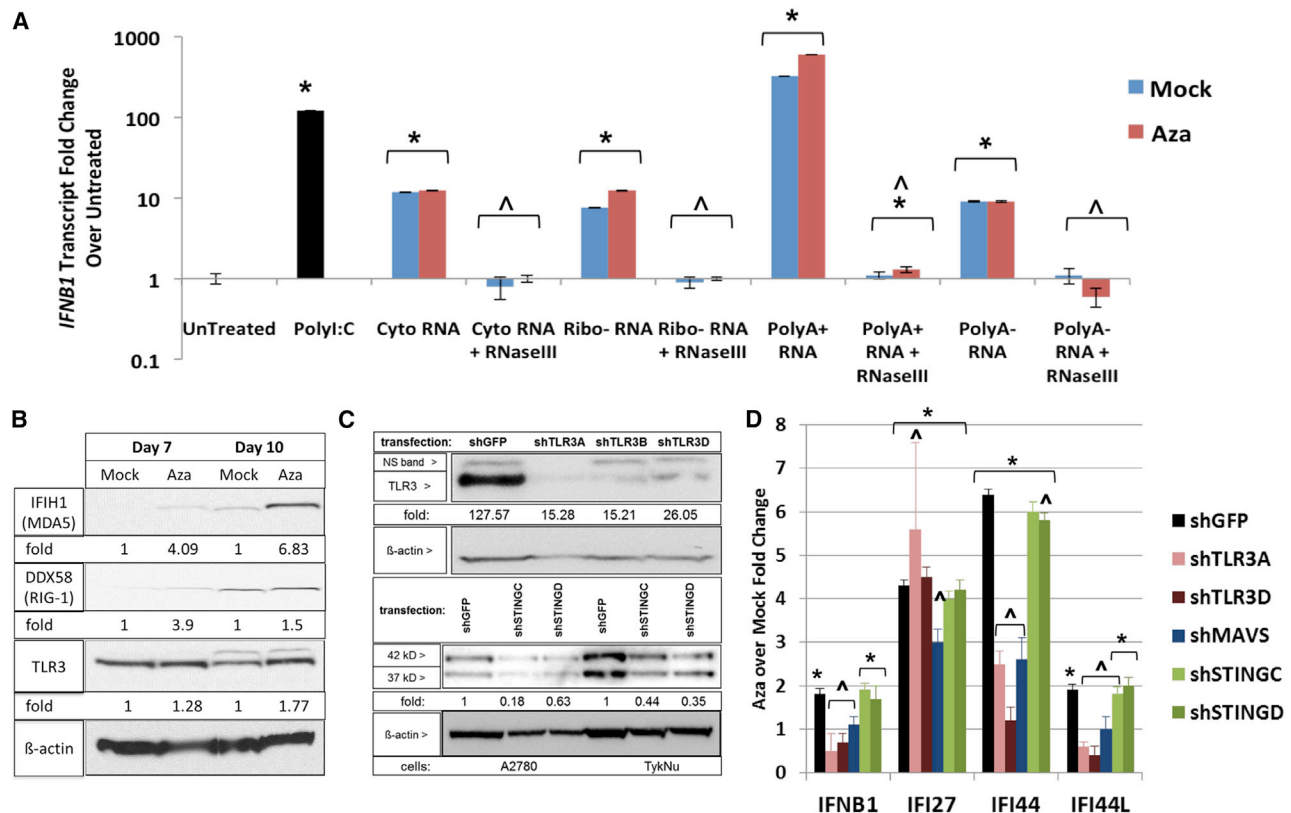 A
IFNB1 Transcript Fold Change
Over Untreated
1000
100
10
1
0.1
*
*
^
*
^
*
^
*
*
^
Mock
Aza
UnTreated
PolyI:C
Cyto RNA
Cyto RNA
+ RNaseIII
Ribo- RNA
Ribo- RNA
+ RNaseIII
PolyA+
RNA
PolyA+
RNA +
RNaseIII
PolyA-
RNA
PolyA-
RNA +
RNaseIII
B
Day 7 Day 10
Mock Aza Mock Aza
IFIH1
(MDA5)
fold 1 4.09 1 6.83
DDX58
(RIG-1)
fold 1 3.9 1 1.5
TLR3
fold 1 1.28 1 1.77
ß-actin
C
transfection: shGFP shTLR3A shTLR3B shTLR3D
NS band >
TLR3 >
fold: 127.57 15.28 15.21 26.05
ß-actin >
transfection: shGFP shSTINGC shSTINGD shGFP shSTINGC shSTINGD
42 kD >
37 kD >
fold: 1 0.18 0.63 1 0.44 0.35
ß-actin >
cells: A2780 TykNu
D
Aza over Mock Fold Change
8
7
6
5
4
3
2
1
0
* ^ *
* ^ ^
* ^ ^
* ^ *
IFNB1 IFI27 IFI44 IFI44L
shGFP
shTLR3A
shTLR3D
shMAVS
shSTINGC
shSTINGD